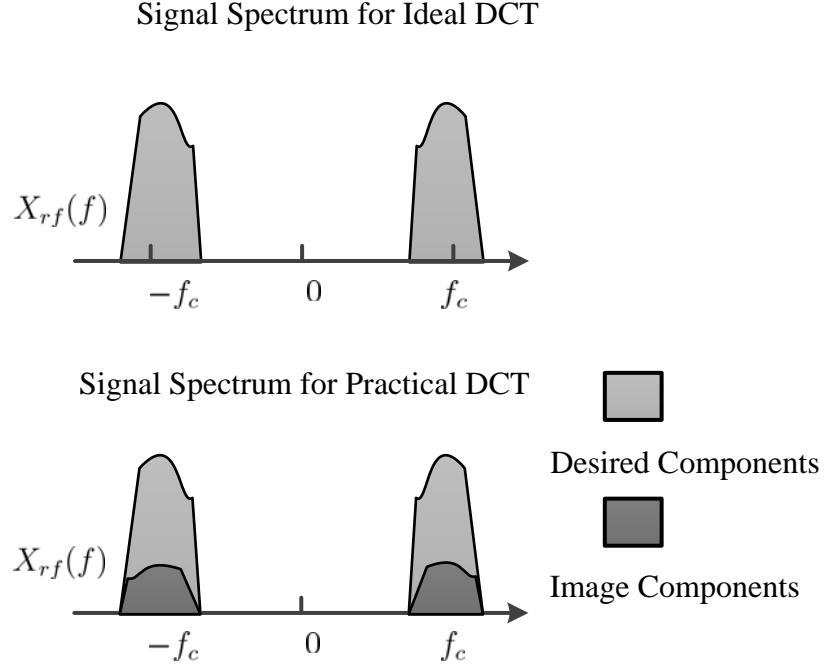 Signal Spectrum for Ideal DCT
X_{rf}(f)
−f_c 0 f_c
Signal Spectrum for Practical DCT
Desired Components
X_{rf}(f)
Image Components
−f_c 0 f_c